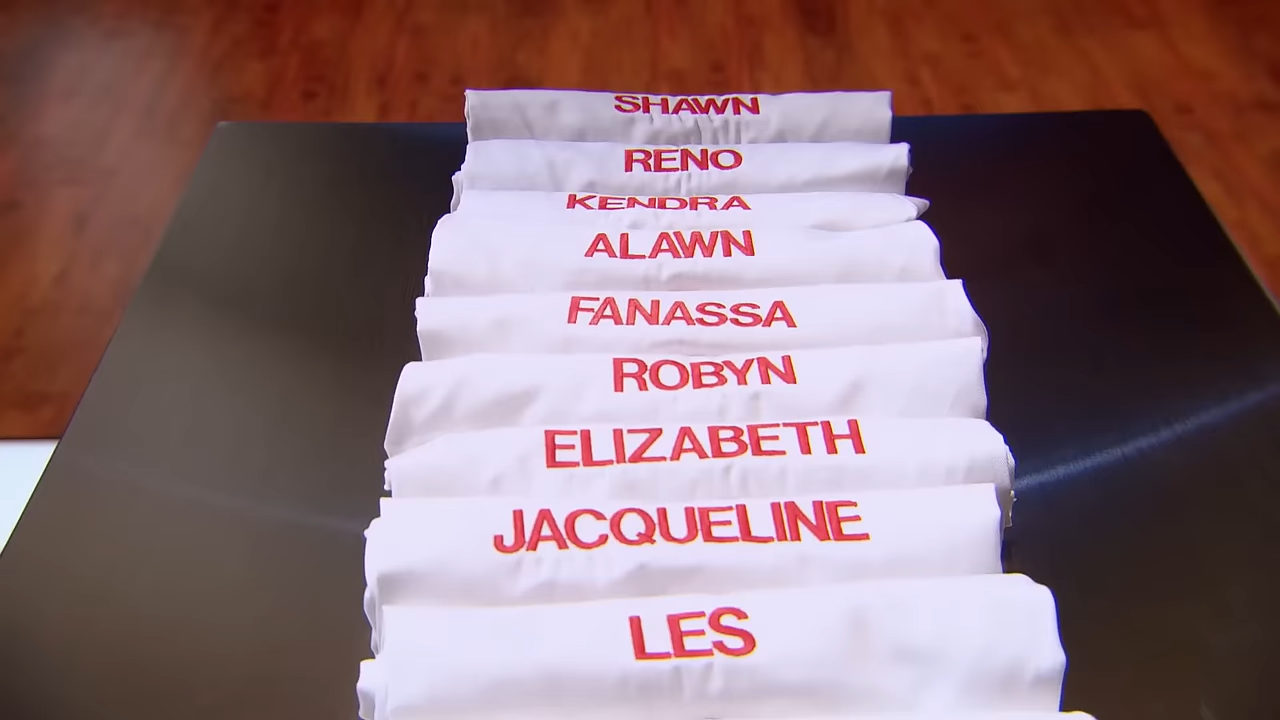 SHAWN
RENO
KENDRA
ALAWN
FANASSA
ROBYN
ELIZABETH
JACQUELINE
LES